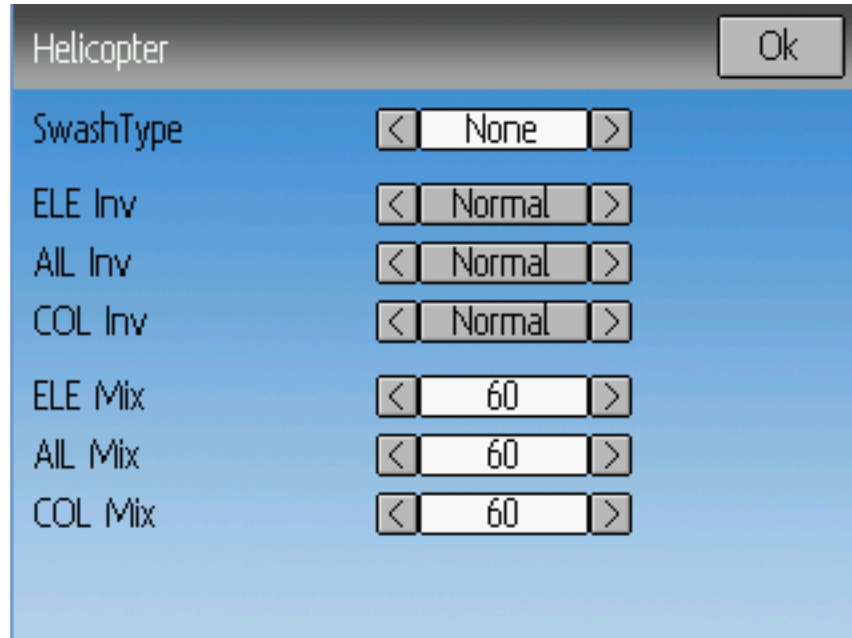 Helicopter Ok
SwashType < None >
ELE Inv < Normal >
AIL Inv < Normal >
COL Inv < Normal >
ELE Mix < 60 >
AIL Mix < 60 >
COL Mix < 60 >